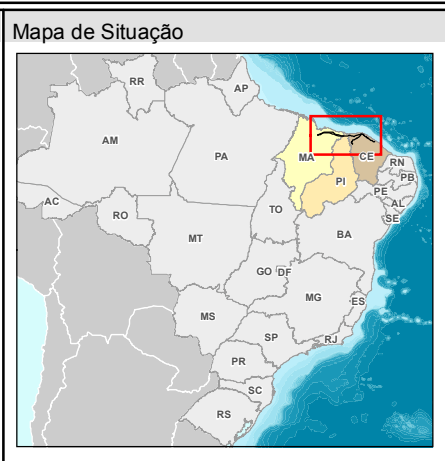 Mapa de Situação
RR
AP
AM
PA
MA
CE
RN
PB
PI
PE
AL
SE
AC
TO
RO
BA
MT
GO DF
MG
ES
MS
SP
RJ
PR
SC
RS